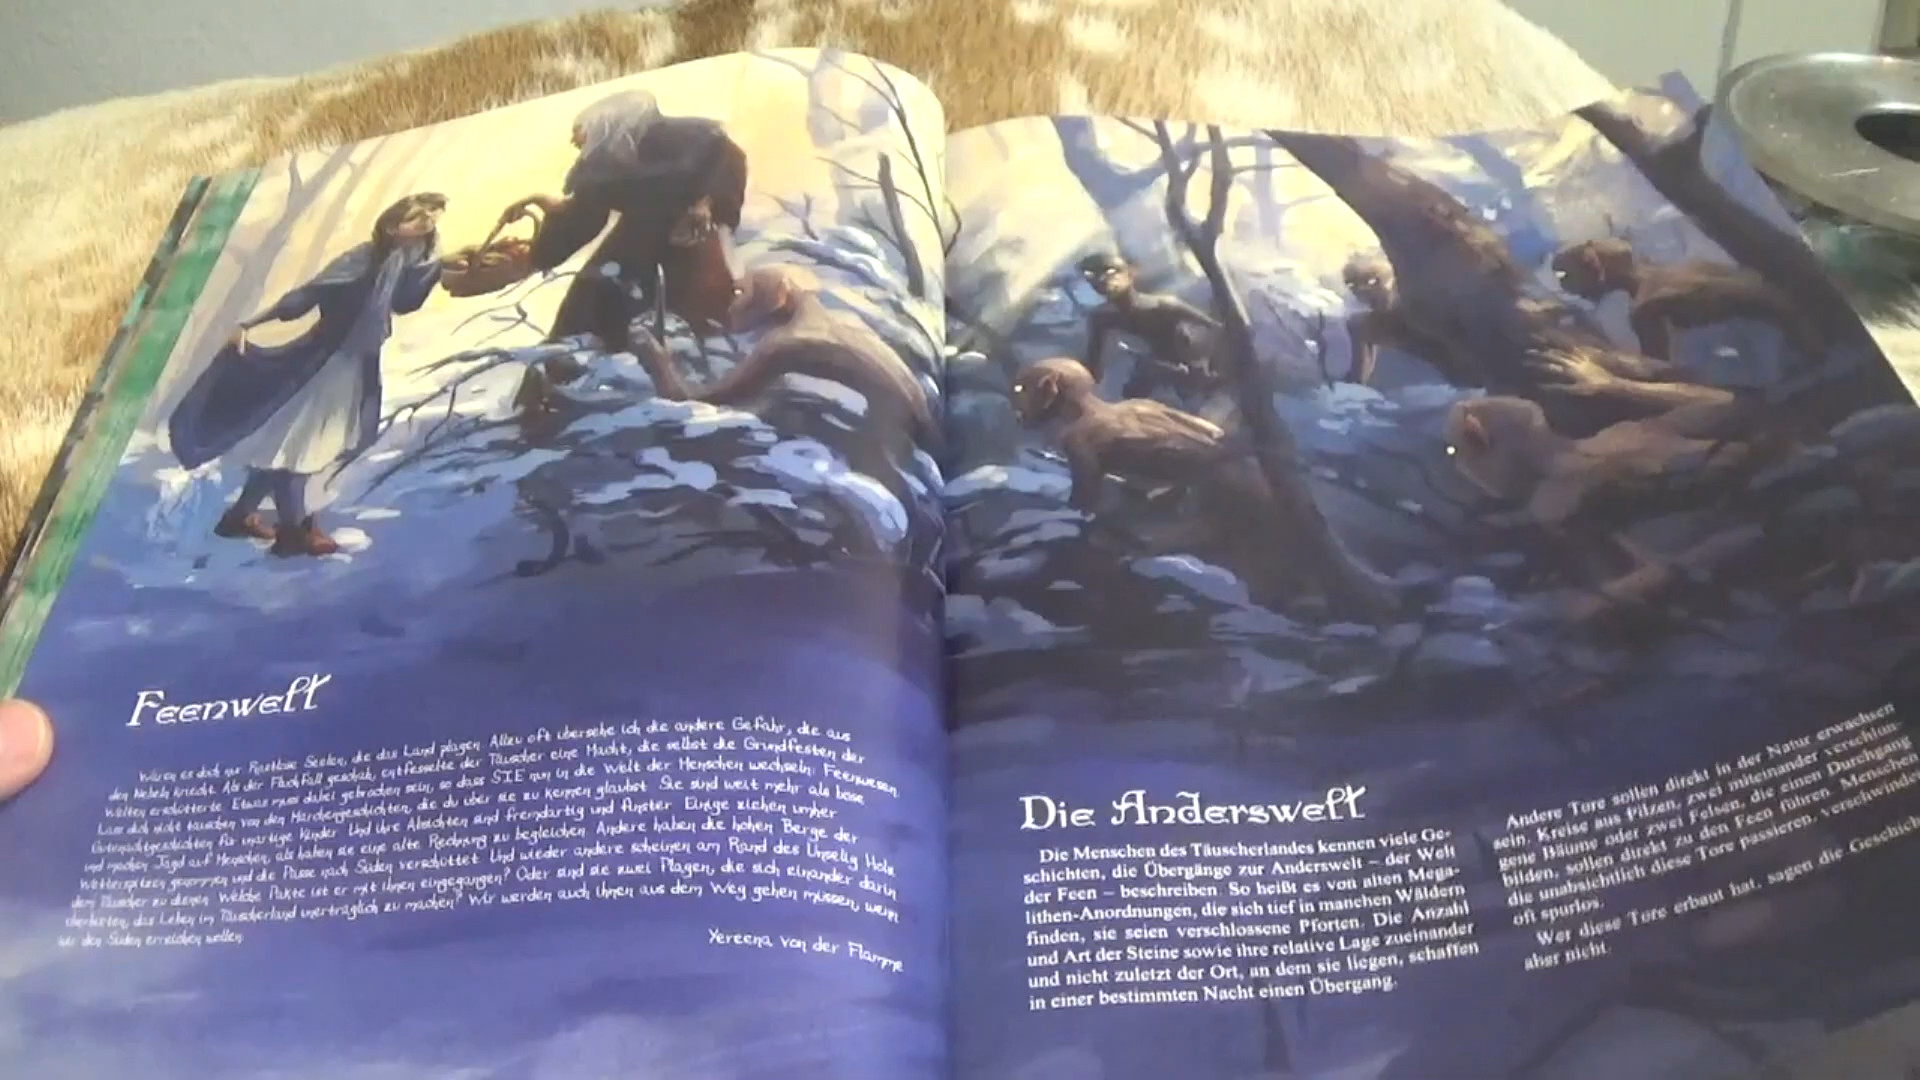 Feenwelt
Wären es doch nur Rastlose Seelen, die das Land plagen. Allzu oft übersehe ich die andere Gefahr, die aus
den Nebeln kriecht. Als der geschah, entfesselte der Täuscher eine Macht, die selbst die Grundfesten der
Welten erschütterte. Etwas muss dabei gebrochen sein, so dass SIE nun in die Welt der Menschen wechseln: Feenwesen.
Lass dich nicht täuschen von den Märchengeschichten, die du über sie zu kennen glaubst. Sie sind weit mehr als böse
Gutenachtgeschichten für unartige Kinder. Und ihre Absichten sind fremdartig und finster. Einige ziehen umher
und machen Jagd auf Menschen, als haben sie eine alte Rechnung zu begleichen. Andere haben die hohen Berge der
Wetterspitzen genommen und die Pässe nach Süden verschüttet. Und wieder andere scheinen am Rand des Unselig Holz
dem Täuscher zu dienen. Welche Pakte ist er mit ihnen eingegangen? Oder sind sie zwei Plagen, die sich einander darin
überbieten, das Leben im Täuscherland unerträglich zu machen? Wir werden auch ihnen aus dem Weg gehen müssen, wenn
wir den Süden erreichen wollen.
Yereena von der Flamme
Die Anderswelt
Die Menschen des Täuscherlandes kennen viele Ge-
schichten, die Übergänge zur Anderswelt – der Welt
der Feen – beschreiben. So heißt es von alten Mega-
lithen-Anordnungen, die sich tief in manchen Wäldern
finden, sie seien verschlossene Pforten. Die Anzahl
und Art der Steine sowie ihre relative Lage zueinander
und nicht zuletzt der Ort, an dem sie liegen, schaffen
in einer bestimmten Nacht einen Übergang.
Andere Tore sollen direkt in der Natur erwachsen
sein. Kreise aus Pilzen, zwei miteinander verschlun-
gene Bäume oder zwei Felsen, die einen Durchgang
bilden, sollen direkt zu den Feen führen. Menschen
die unabsichtlich diese Tore passieren, verschwinden
oft spurlos.
Wer diese Tore erbaut hat, sagen die Geschich
aber nicht.